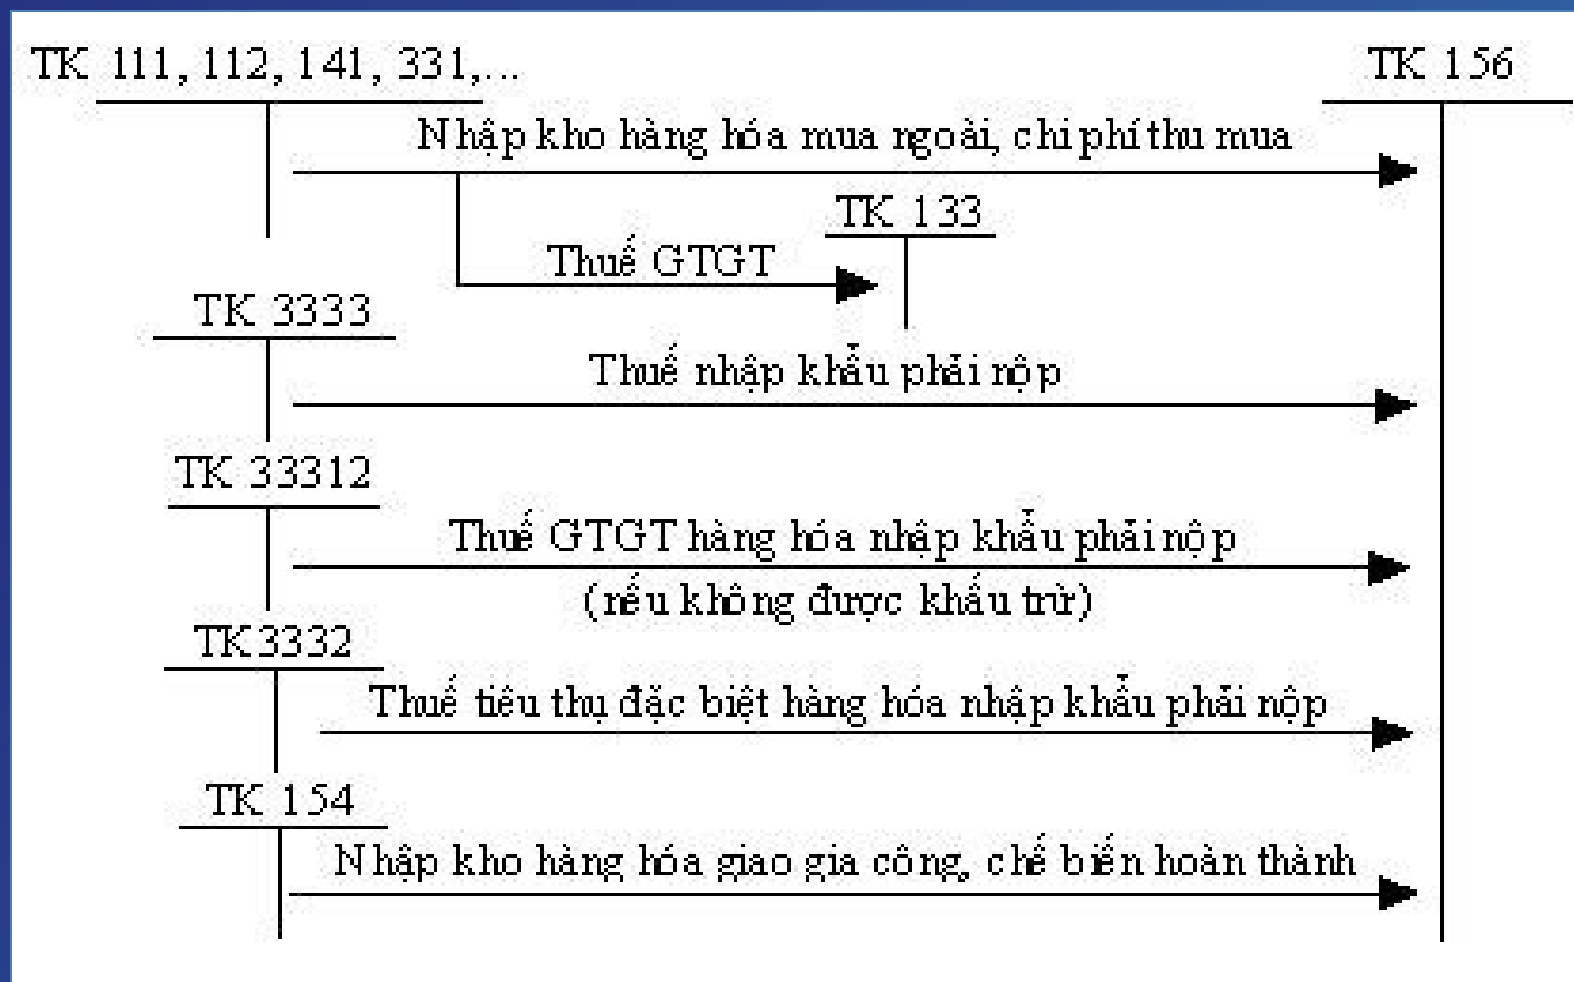 TK 111, 112, 141, 331,...
TK 156
Nhập kho hàng hóa mua ngoài, chi phí thu mua
TK 133
Thuế GTGT
TK 3333
Thuế nhập khẩu phải nộp
TK 33312
Thuế GTGT hàng hóa nhập khẩu phải nộp
(nếu không được khấu trừ)
TK3332
Thuế tiêu thụ đặc biệt hàng hóa nhập khẩu phải nộp
TK 154
Nhập kho hàng hóa giao gia công, chế biến hoàn thành